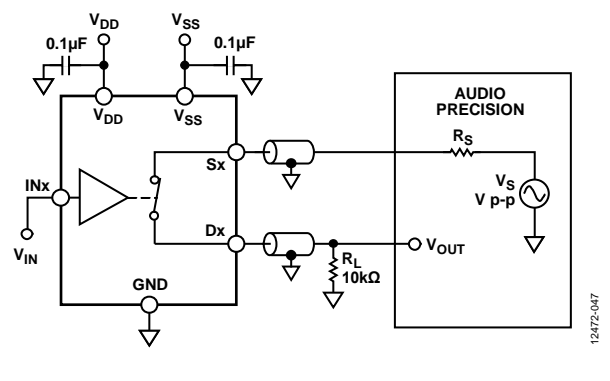 VDD
VSS
0.1µF
0.1µF
VDD
VSS
AUDIO
PRECISION
RS
Sx
VS
V p-p
INx
Dx
VOUT
VIN
RL
10kΩ
GND
12472-047